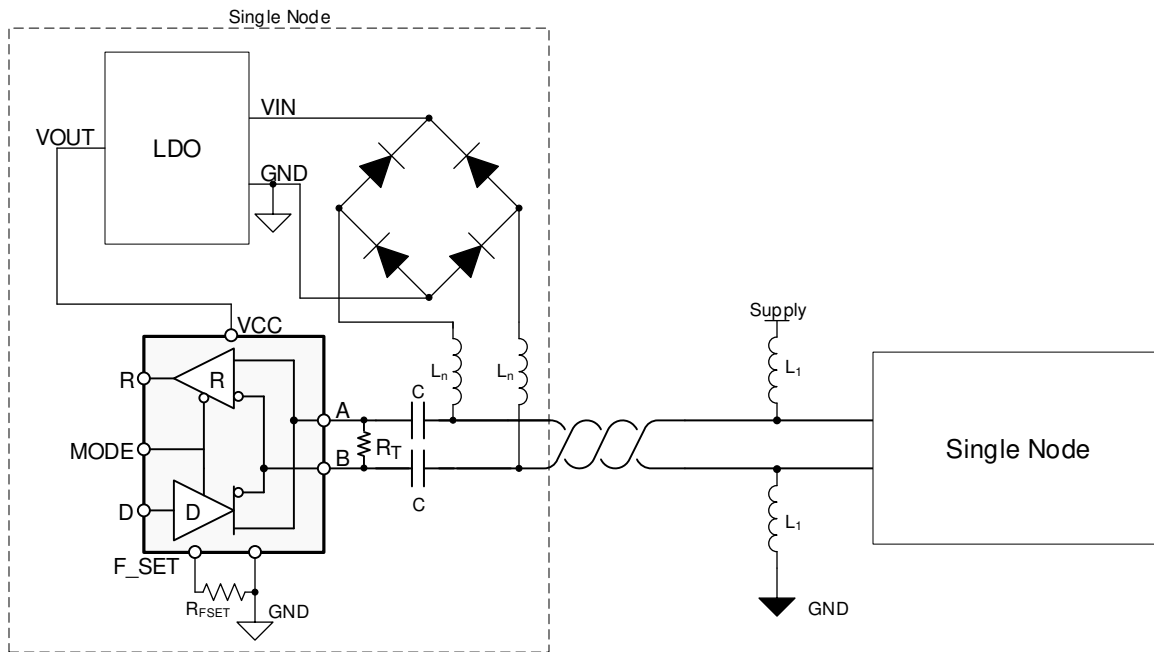 Single Node
VIN
VOUT
LDO
GND
Supply
VCC
L1
Ln
Ln
R
R
C
A
MODE
RT
Single Node
B
D
D
C
L1
F_SET
RFSET
GND
GND